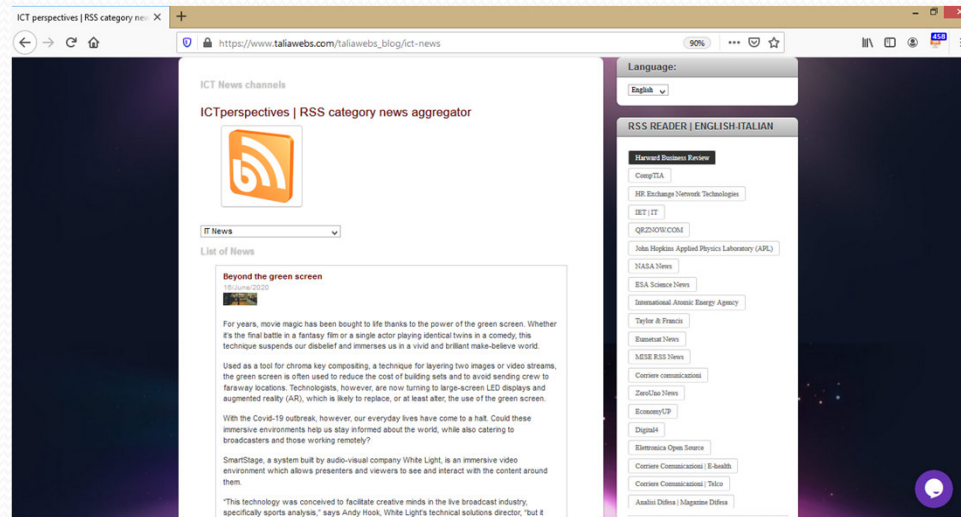 ICT perspectives | RSS category new
https://www.taliawebs.com/taliawebs_blog/ict-news
90%
458
ICT News channels
ICTperspectives | RSS category news aggregator
IT News
List of News
Beyond the green screen
16/June/2020
For years, movie magic has been bought to life thanks to the power of the green screen. Whether
it's the final battle in a fantasy film or a single actor playing identical twins in a comedy, this
technique suspends our disbelief and immerses us in a vivid and brilliant make-believe world.
Used as a tool for chroma key compositing, a technique for layering two images or video streams,
the green screen is often used to reduce the cost of building sets and to avoid sending crew to
faraway locations. Technologists, however, are now turning to large-screen LED displays and
augmented reality (AR), which is likely to replace, or at least alter, the use of the green screen.
With the Covid-19 outbreak, however, our everyday lives have come to a halt. Could these
immersive environments help us stay informed about the world, while also catering to
broadcasters and those working remotely?
SmartStage, a system built by audio-visual company White Light, is an immersive video
environment which allows presenters and viewers to see and interact with the content around
them.
"This technology was conceived to facilitate creative minds in the live broadcast industry,
specifically sports analysis," says Andy Hook, White Light's technical solutions director, "but it
Language:
English
RSS READER | ENGLISH-ITALIAN
Harward Business Review
CompTIA
HR Exchange Network Technologies
IET | IT
QRZNOW.COM
John Hopkins Applied Physics Laboratory (APL)
NASA News
ESA Science News
International Atomic Energy Agency
Taylor & Francis
Eumetsat News
MISE RSS News
Corriere comunicazioni
ZeroUno News
EconomyUP
Digital4
Elettronica Open Source
Corriere Comunicazioni | E-health
Corriere Comunicazioni | Telco
Analisi Difesa | Magazine Difesa